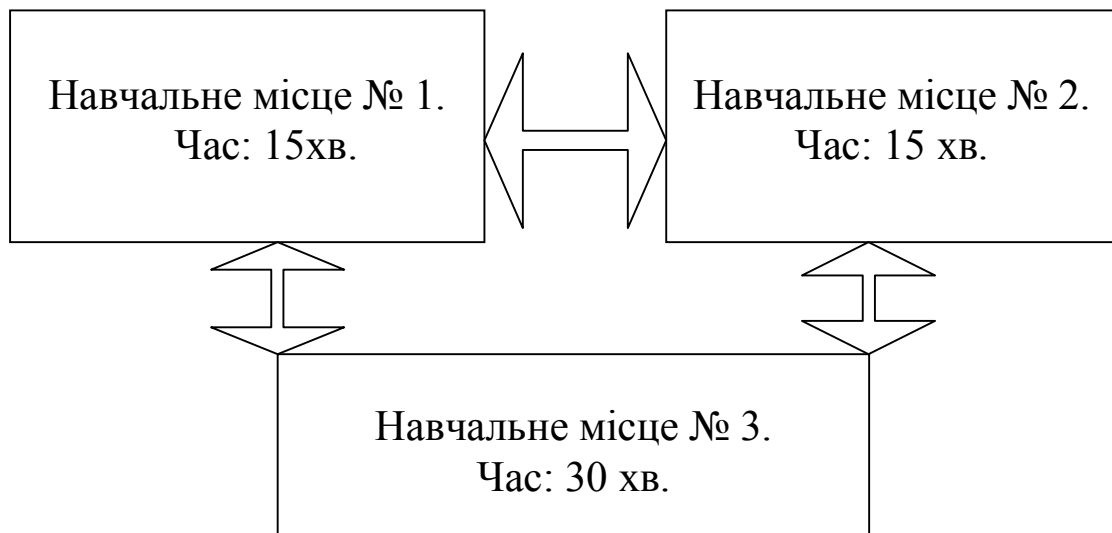 Навчальне місце № 1.
Час: 15хв.
Навчальне місце № 2.
Час: 15 хв.
Навчальне місце № 3.
Час: 30 хв.